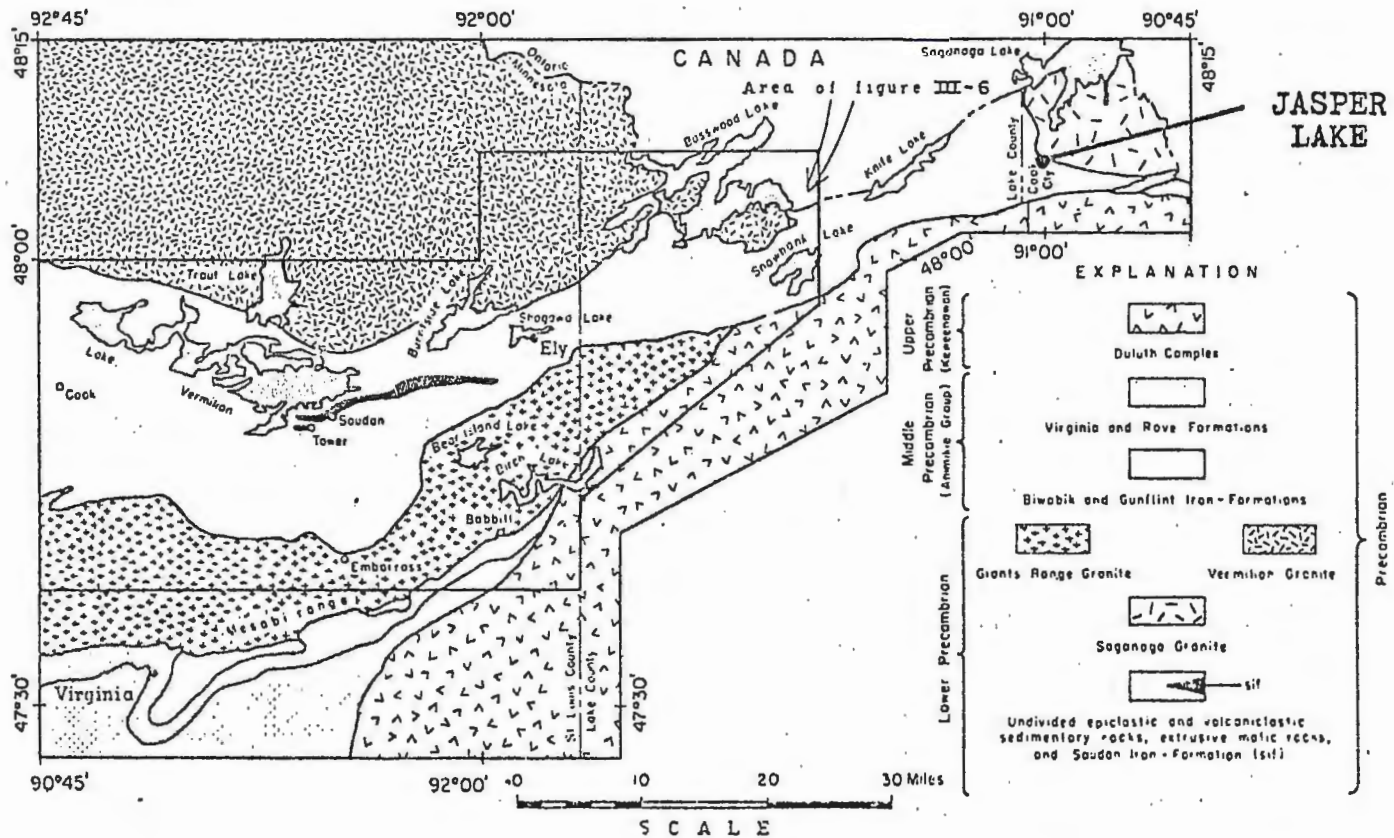 92°45'
92°00'
91°00'
90°45'
48°15'
CANADA
Ontario
Minnesota
Saganaga Lake
48°15'
Area of figure III-6
JASPER
LAKE
Basswood Lake
Knife Lake
Lake County
Cook
Cty
Snowbank Lake
48°00'
48°00'
91°00'
Trout Lake
Burntside Lake
Shagawa Lake
Ely
Lake
Vermilion
Cook
Soudan
Tower
Bear Island Lake
Birch Lake
Babbitt
Embarrass
Mesabi range
Virginia
St Louis County
Lake County
47°30'
47°30'
90°45'
92°00'
0 10 20 30 Miles
SCALE
EXPLANATION
Upper
Precambrian
(Keweenawan)
Duluth Complex
Middle
Precambrian
(Animikie Group)
Virginia and Rove Formations
Biwabik and Gunflint Iron-Formations
Lower Precambrian
Giants Range Granite
Vermilion Granite
Saganaga Granite
sif
Undivided epiclastic and volcaniclastic
sedimentary rocks, extrusive mafic rocks,
and Soudan Iron-Formation (sif)
Precambrian